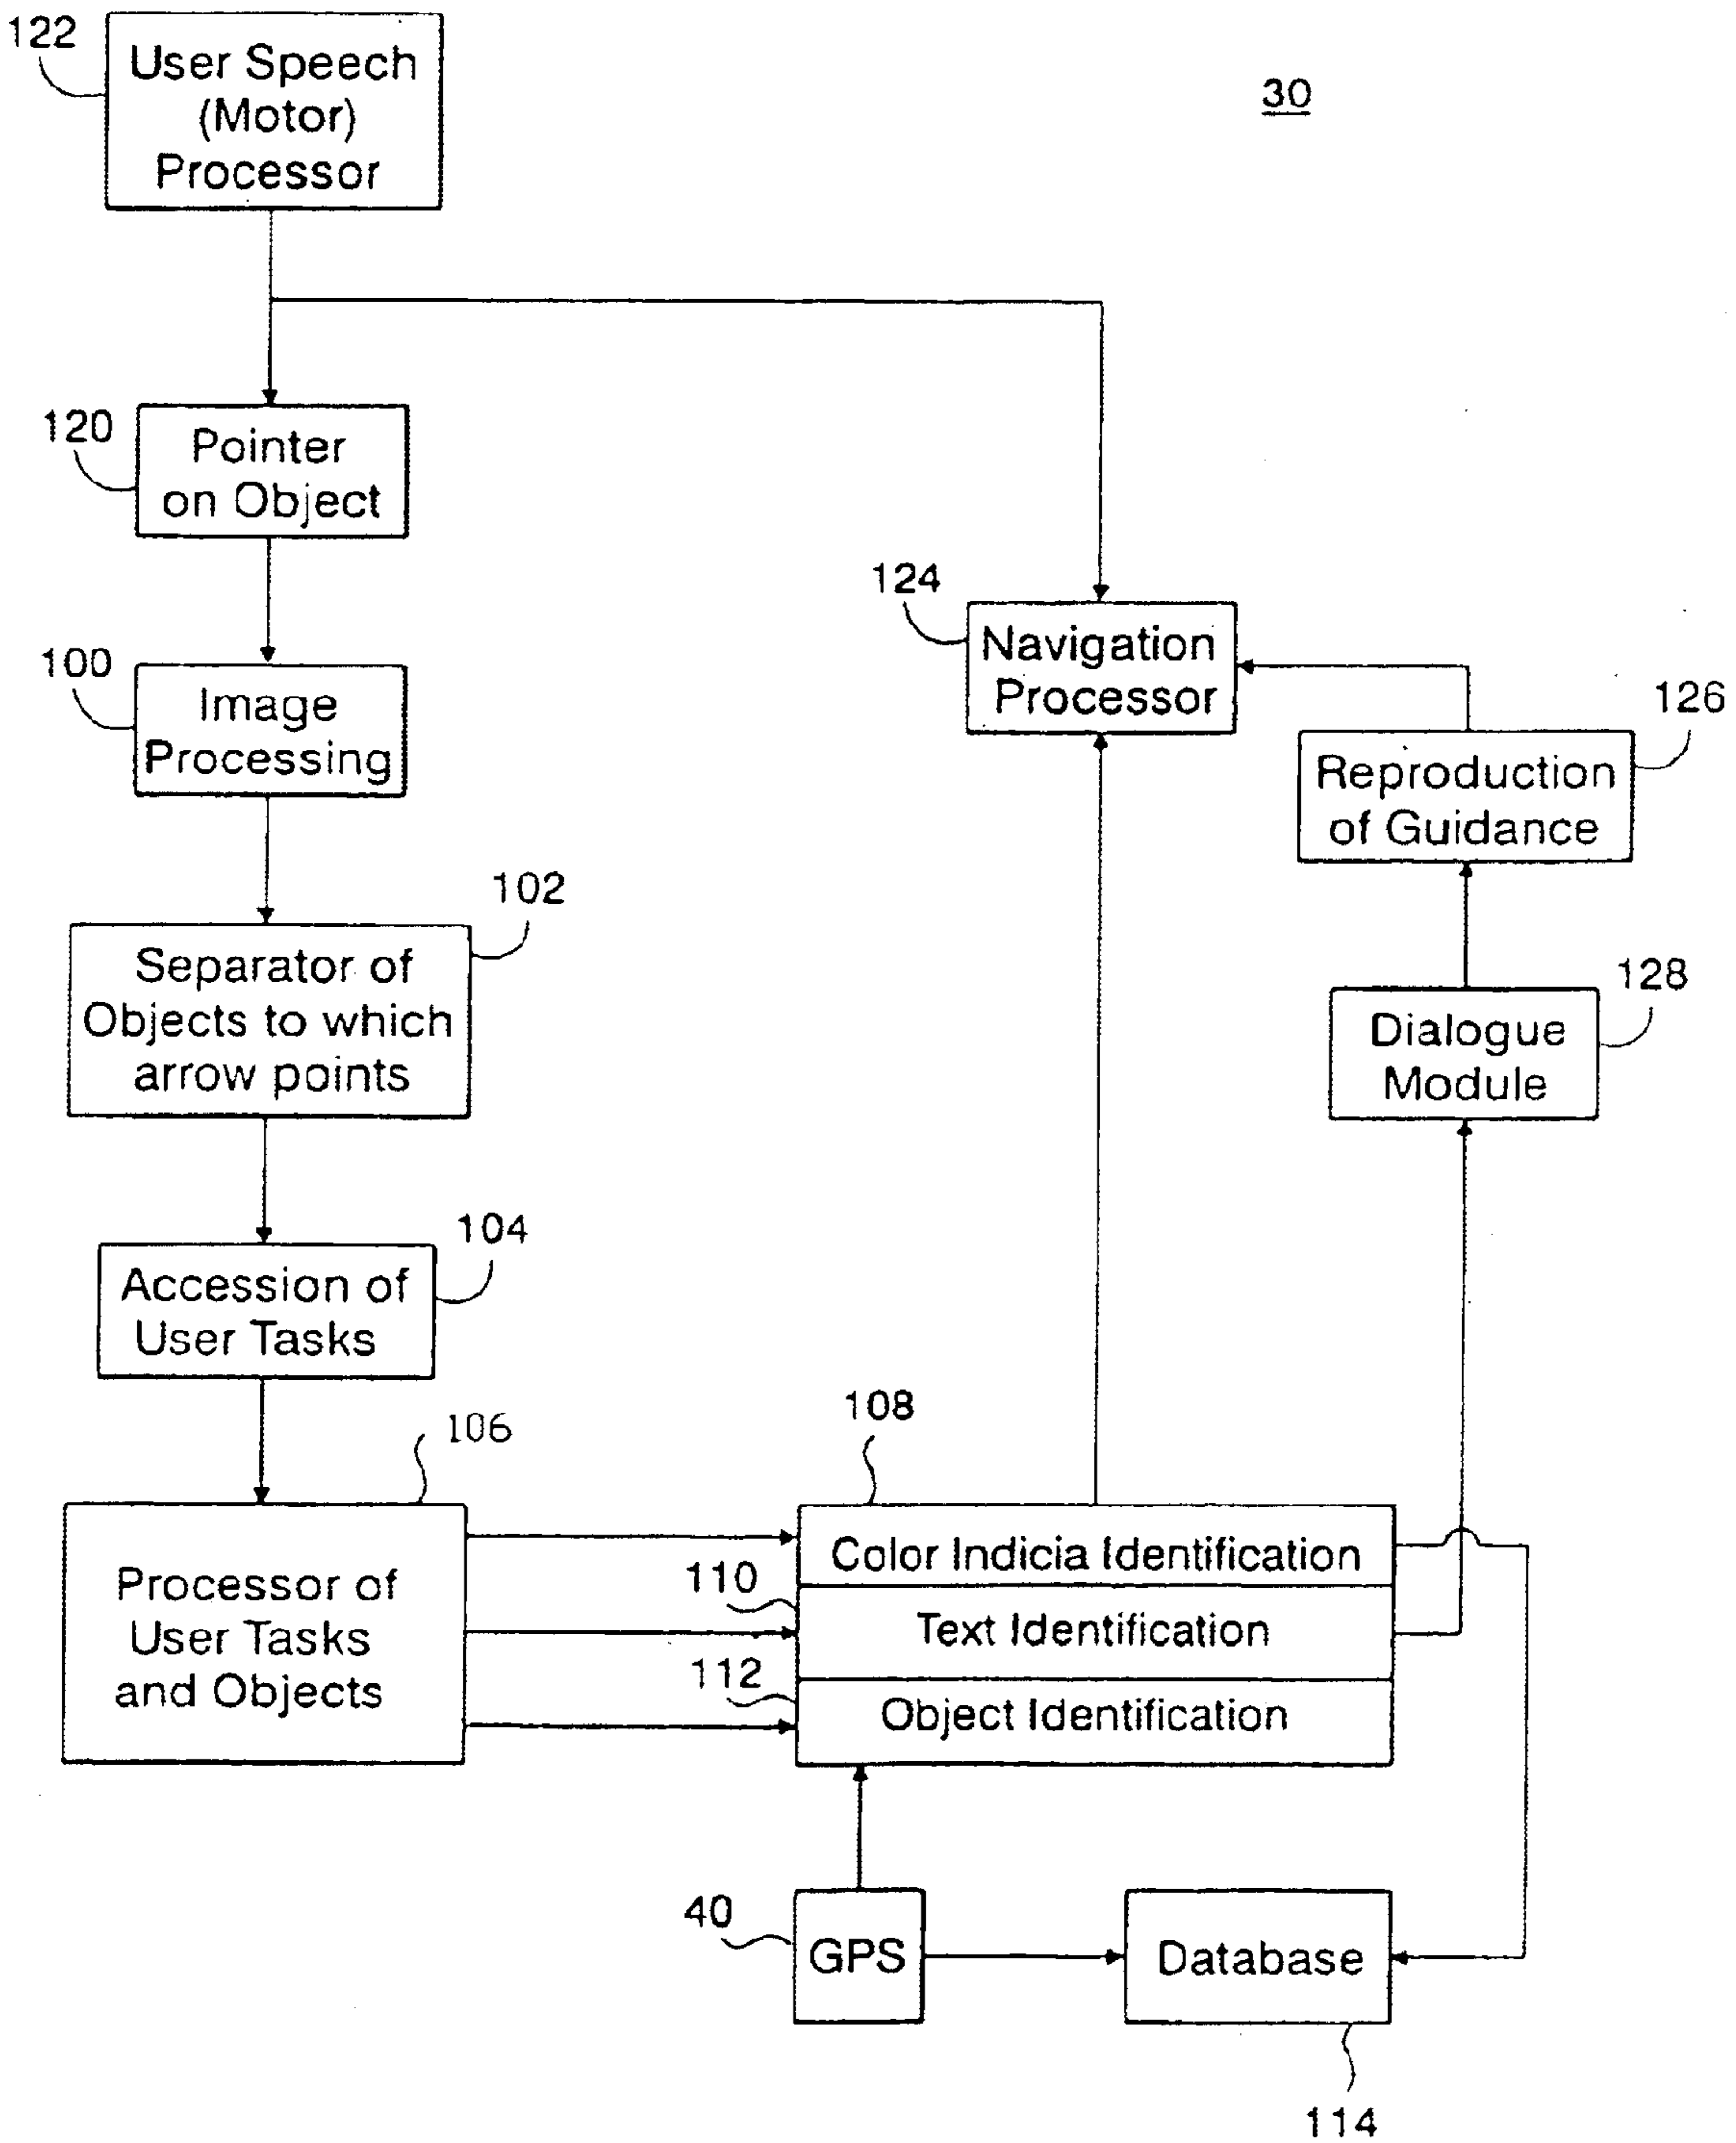 122
User Speech
(Motor)
Processor
30
120
Pointer
on Object
124
Navigation
Processor
100
Image
Processing
126
Reproduction
of Guidance
102
Separator of
Objects to which
arrow points
128
Dialogue
Module
104
Accession of
User Tasks
106
Processor of
User Tasks
and Objects
108
Color Indicia Identification
110
Text Identification
112
Object Identification
40
GPS
Database
114